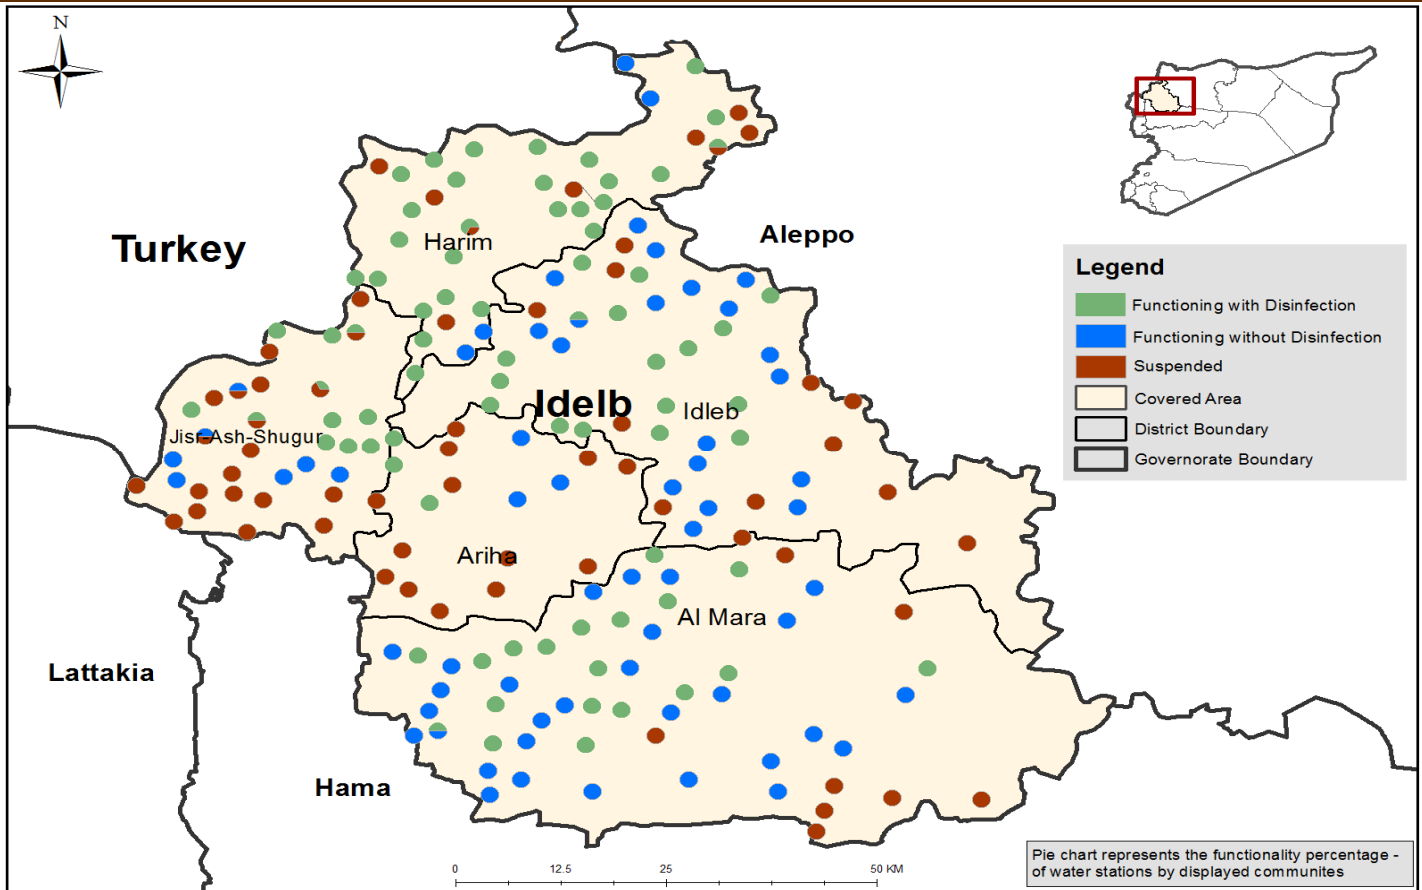 N
Turkey
Harim
Aleppo
Legend
Functioning with Disinfection
Functioning without Disinfection
Suspended
Covered Area
District Boundary
Governorate Boundary
Idelb
Idleb
Jisr-Ash-Shugur
Ariha
Al Mara
Lattakia
Hama
0 12.5 25 50 KM
Pie chart represents the functionality percentage -
of water stations by displayed communites